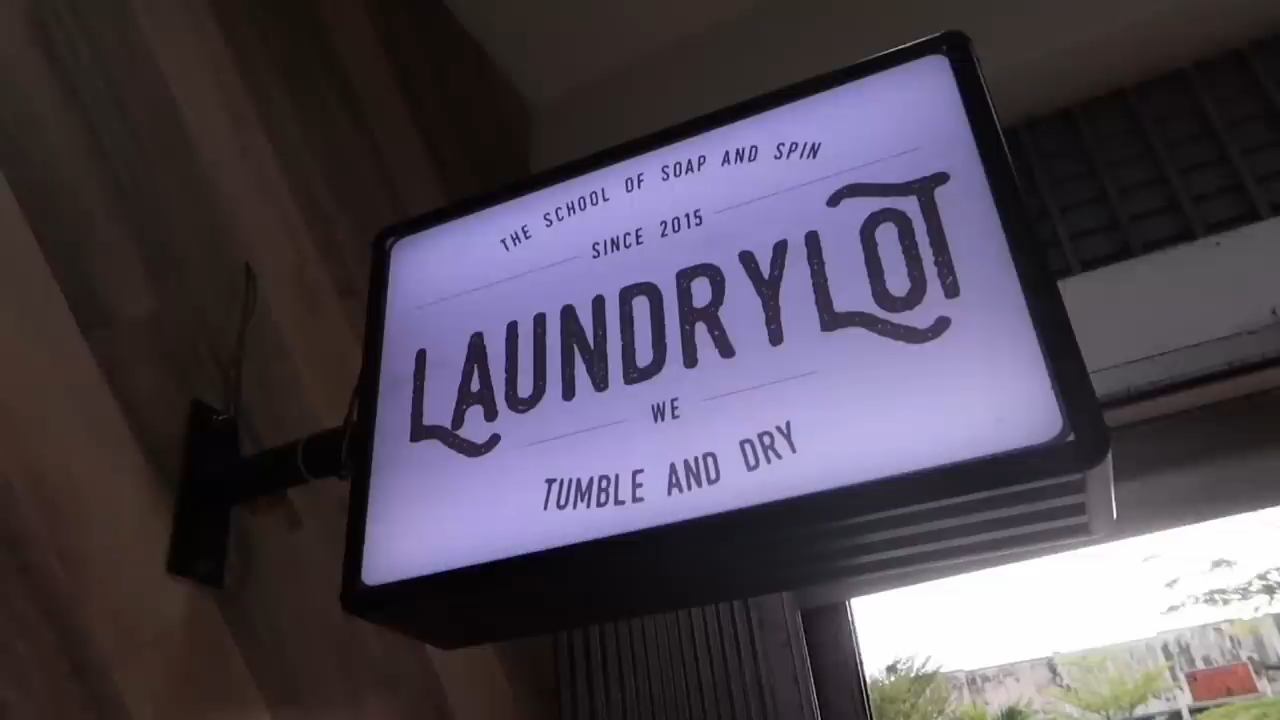 THE SCHOOL OF SOAP AND SPIN
SINCE 2015
LAUNDRYLOT
WE
TUMBLE AND DRY